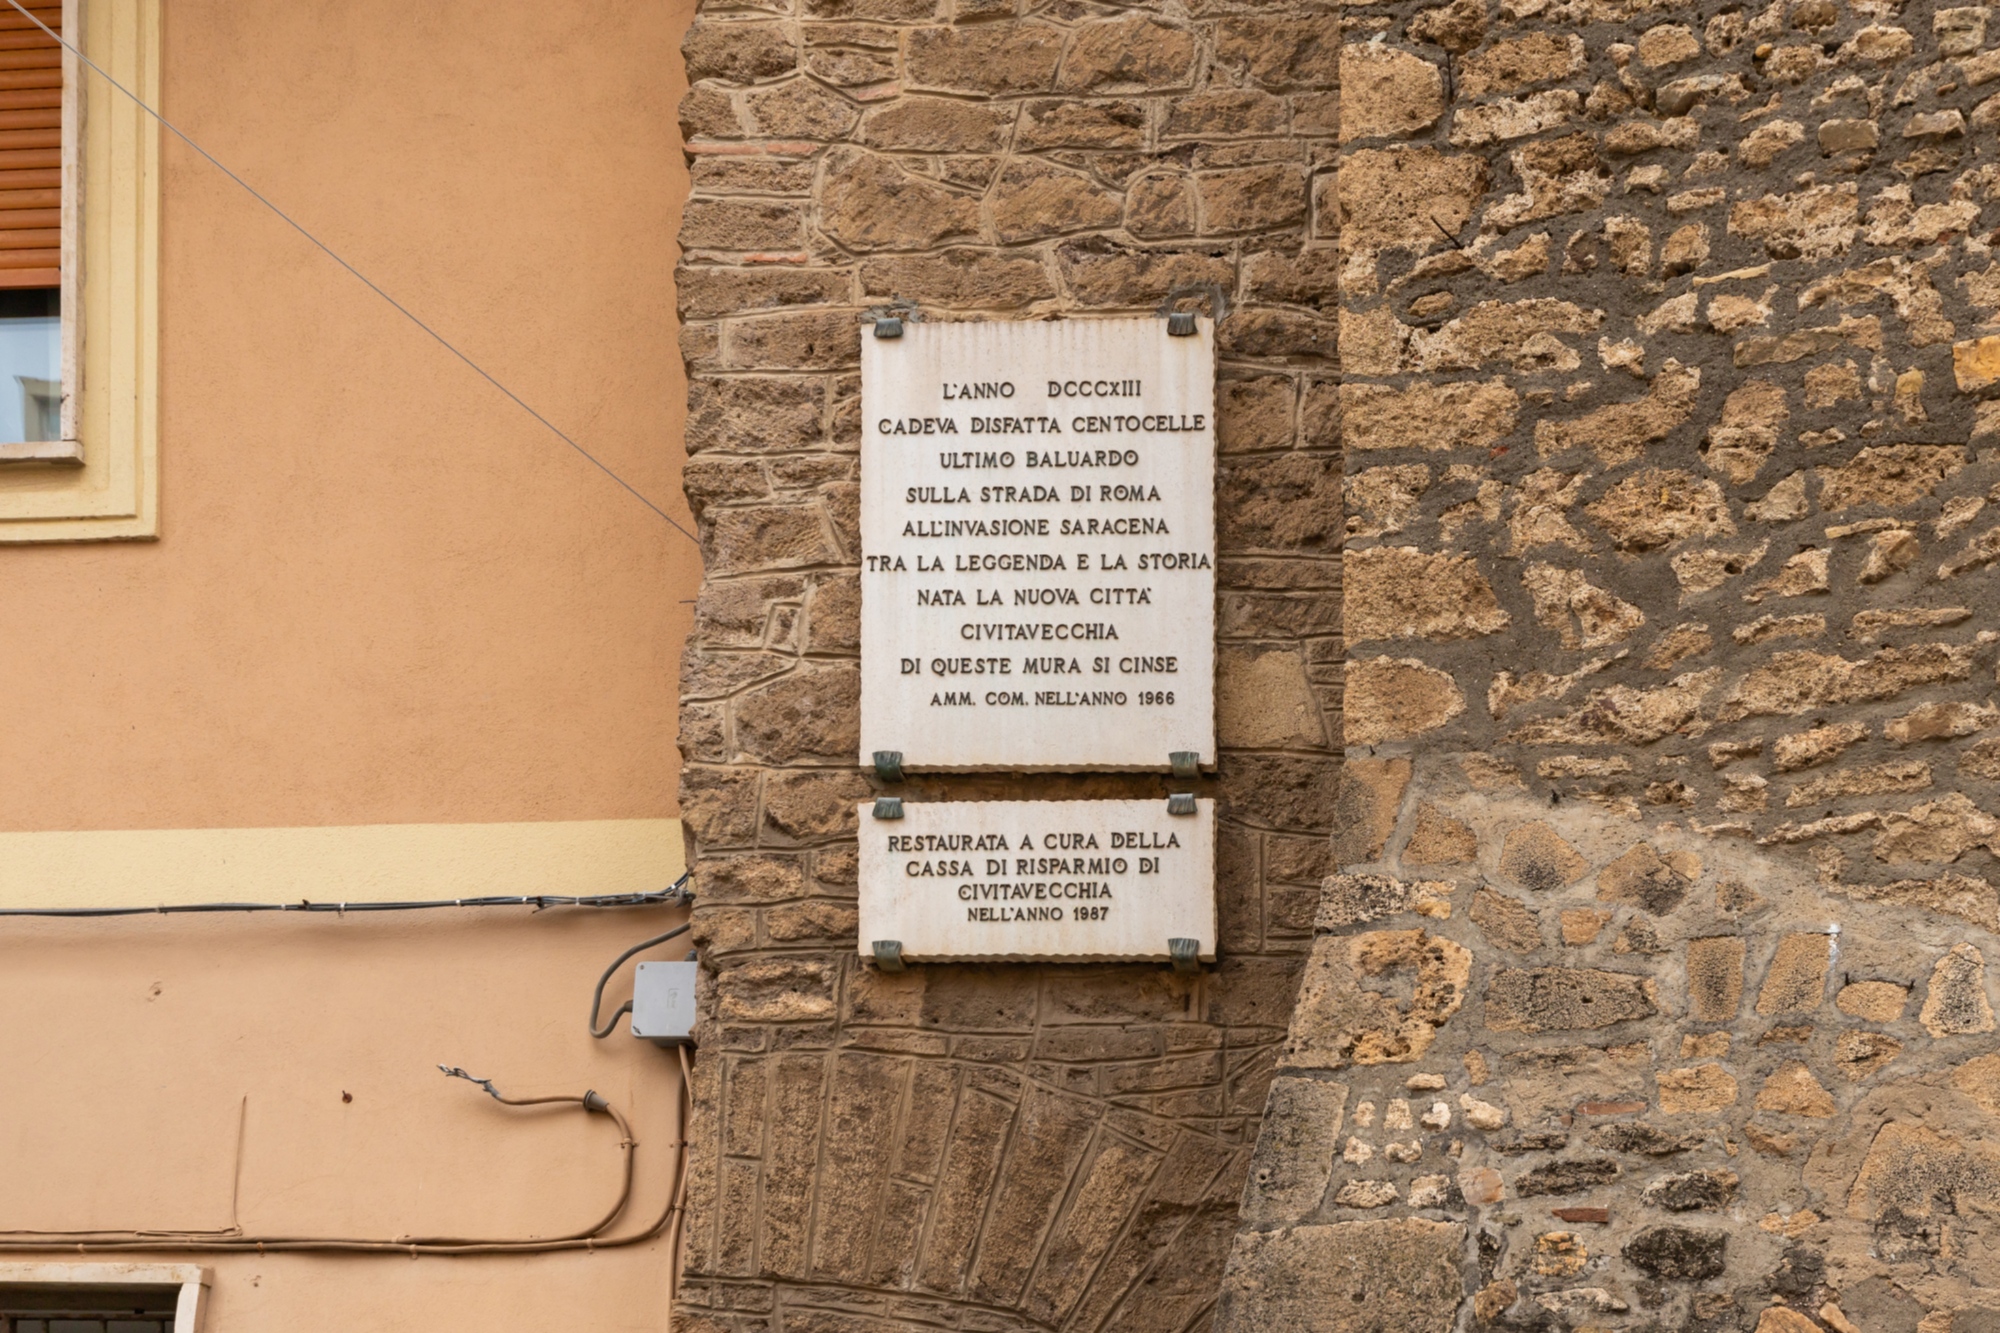 L'ANNO DCCCXIII
CADEVA DISFATTA CENTOCELLE
ULTIMO BALUARDO
SULLA STRADA DI ROMA
ALL'INVASIONE SARACENA
TRA LA LEGGENDA E LA STORIA
NATA LA NUOVA CITTA'
CIVITAVECCHIA
DI QUESTE MURA SI CINSE
AMM. COM. NELL'ANNO 1966
RESTAURATA A CURA DELLA
CASSA DI RISPARMIO DI
CIVITAVECCHIA
NELL'ANNO 1987